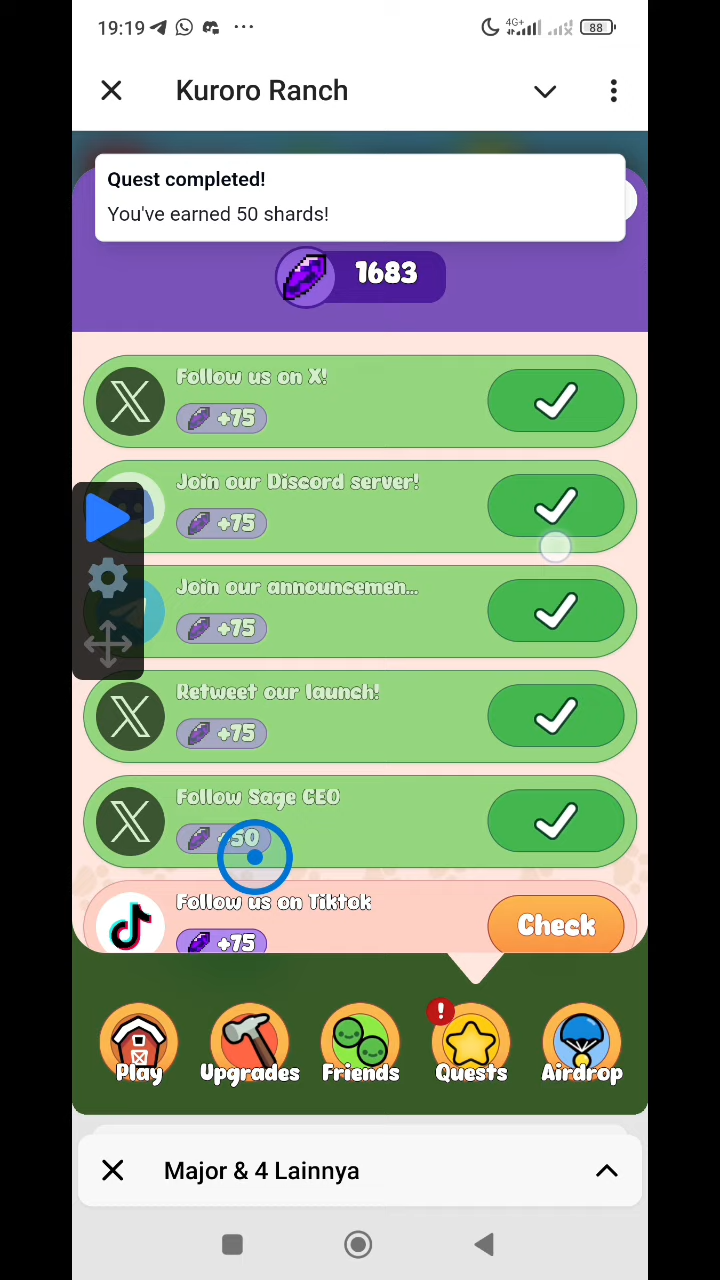 19:19
4G+
88
Kuroro Ranch
Quest completed!
You've earned 50 shards!
1683
Follow us on X!
+75
Join our Discord server!
+75
Join our announcemen...
+75
Retweet our launch!
+75
Follow Sage CEO
+50
Follow us on Tiktok
+75
Check
Play
Upgrades
Friends
Quests
Airdrop
Major & 4 Lainnya